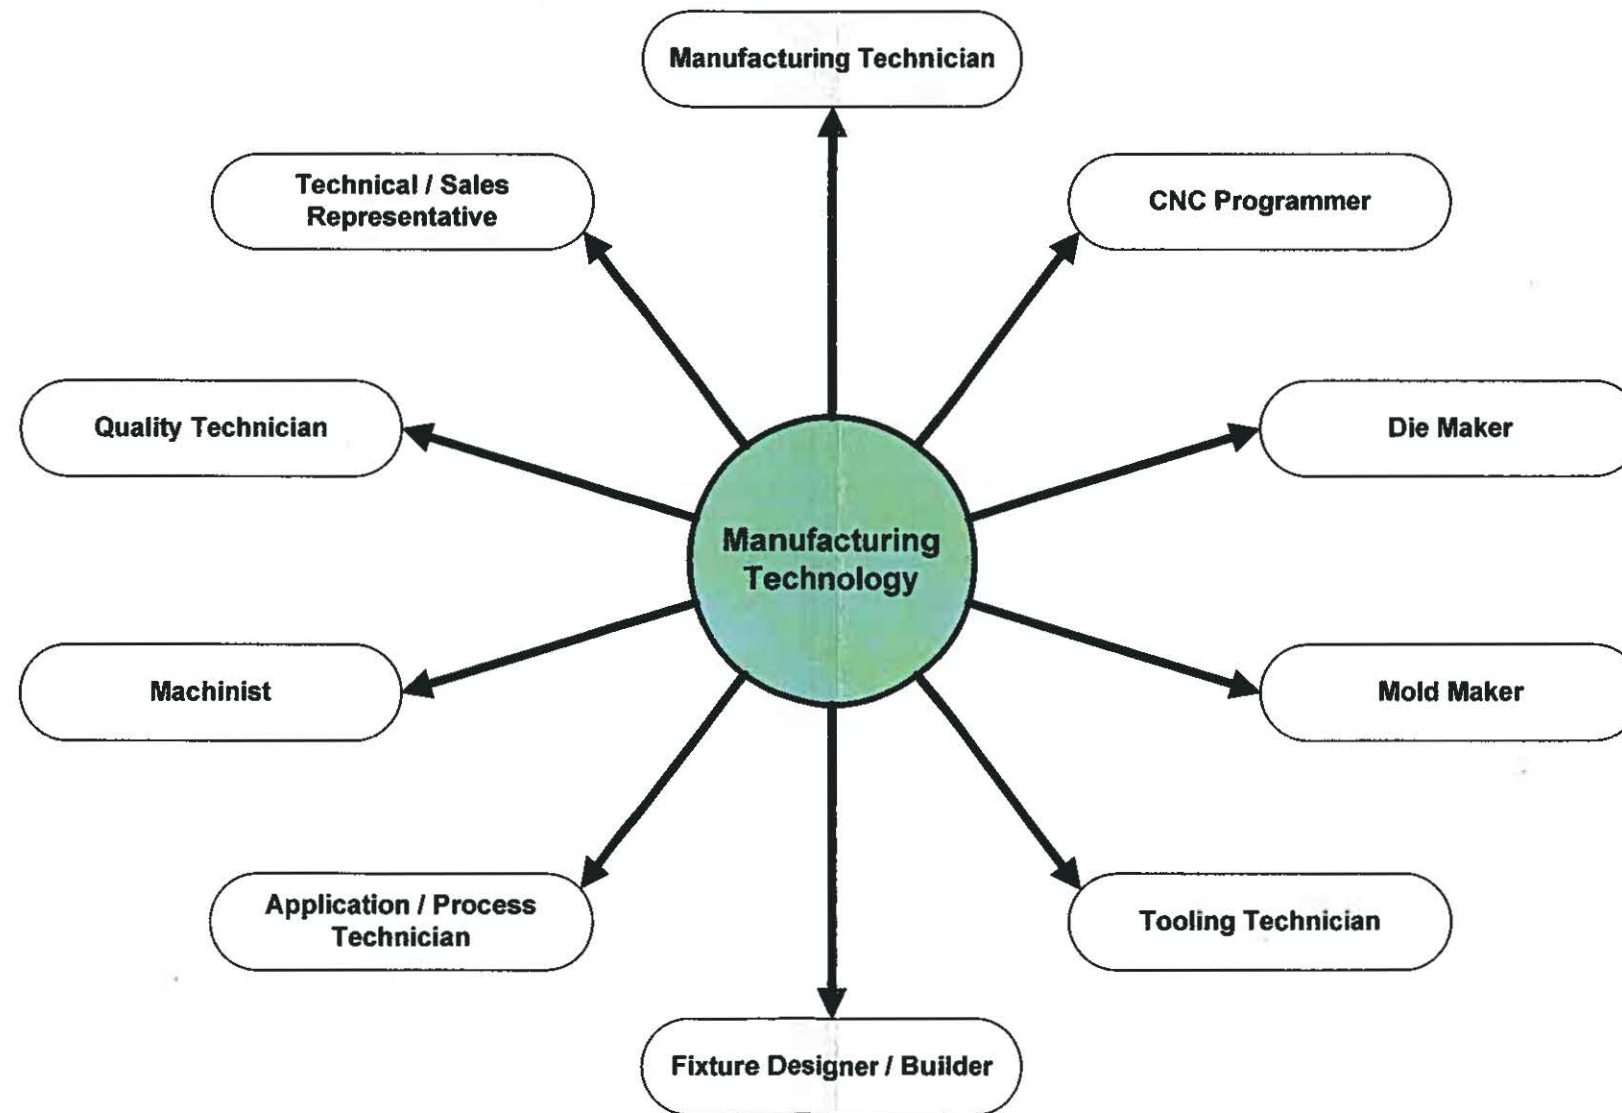 Manufacturing Technician
Technical / Sales
Representative
CNC Programmer
Quality Technician
Die Maker
Manufacturing
Technology
Machinist
Mold Maker
Application / Process
Technician
Tooling Technician
Fixture Designer / Builder